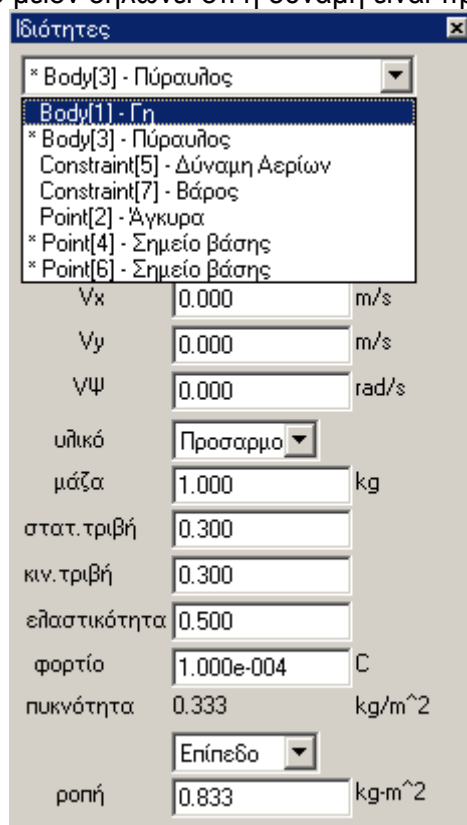 Ιδιότητες
* Body[3] - Πύραυλος
Body[1] - Γη
* Body[3] - Πύραυλος
Constraint[5] - Δύναμη Αερίων
Constraint[7] - Βάρος
Point[2] - Άγκυρα
* Point[4] - Σημείο βάσης
* Point[6] - Σημείο βάσης
Vx 0.000 m/s
Vy 0.000 m/s
VΨ 0.000 rad/s
υλικό Προσαρμο
μάζα 1.000 kg
στατ.τριβή 0.300
κιν.τριβή 0.300
ελαστικότητα 0.500
φορτίο 1.000e-004 C
πυκνότητα 0.333 kg/m^2
Επίπεδο
ροπή 0.833 kg-m^2